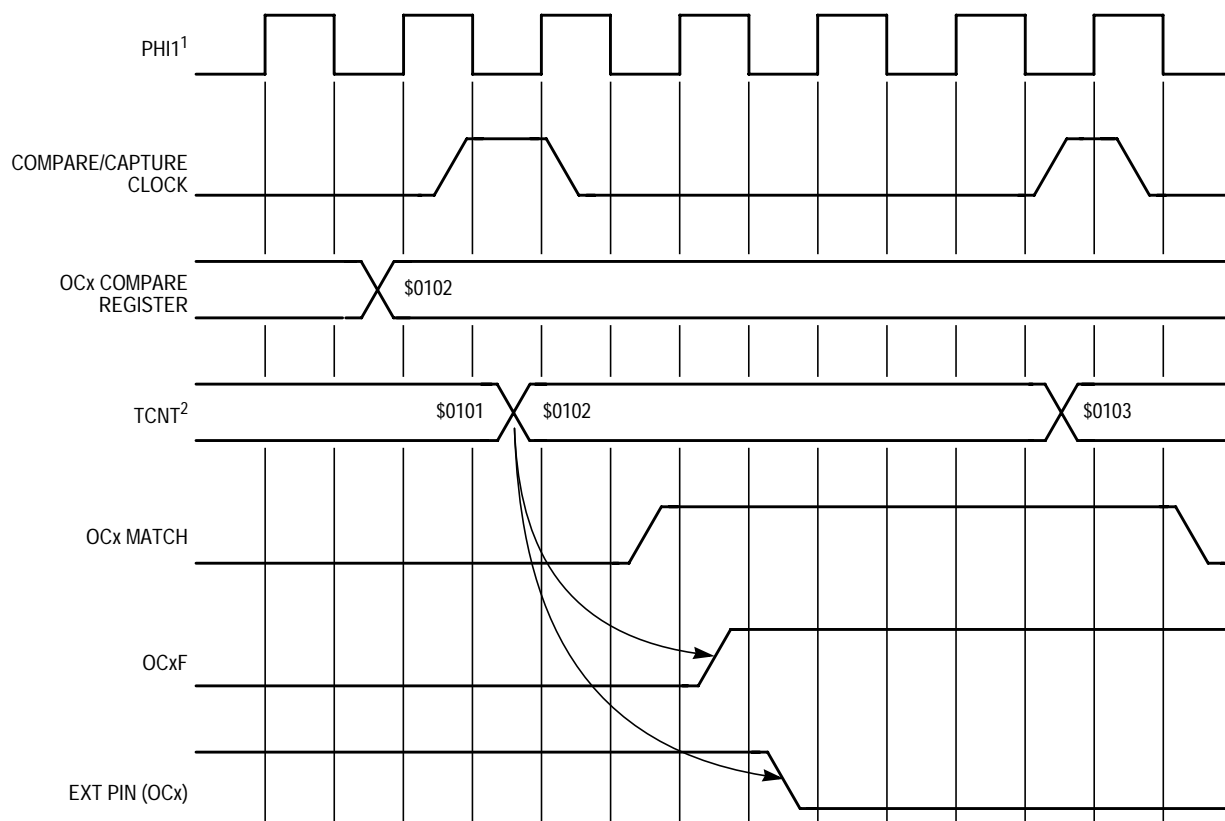 PHI1¹
COMPARE/CAPTURE
CLOCK
OCx COMPARE
REGISTER
$0102
TCNT²
$0101
$0102
$0103
OCx MATCH
OCxF
EXT PIN (OCx)